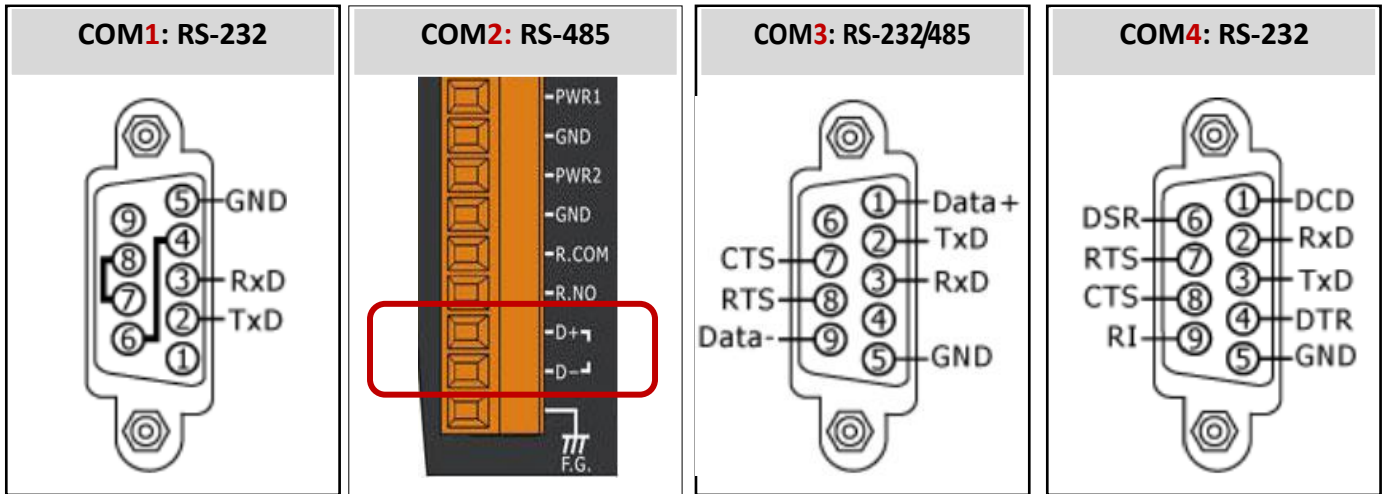 COM1: RS-232
9
8
7
6
5
4
3
2
1
GND
RxD
TxD
COM2: RS-485
PWR1
GND
PWR2
GND
R.COM
R.NO
D+
D-
F.G.
COM3: RS-232/485
CTS
RTS
Data-
6
7
8
9
1
2
3
4
5
Data+
TxD
RxD
GND
COM4: RS-232
DSR
RTS
CTS
RI
6
7
8
9
1
2
3
4
5
DCD
RxD
TxD
DTR
GND